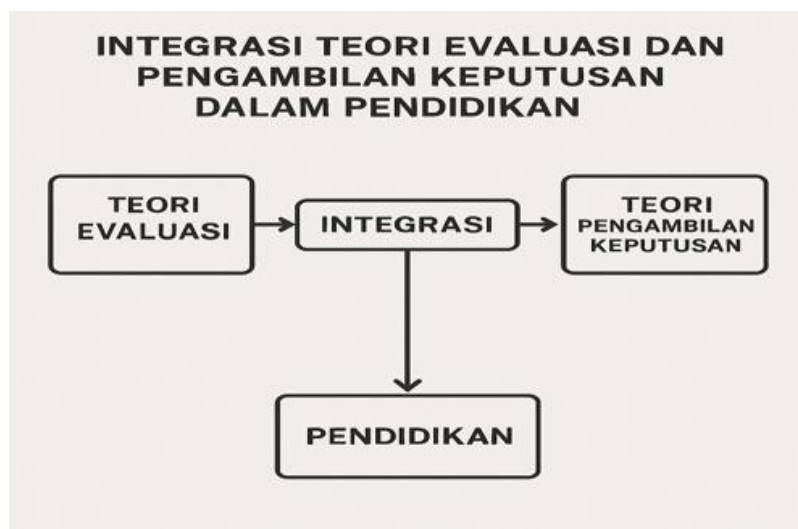 INTEGRASI TEORI EVALUASI DAN
PENGAMBILAN KEPUTUSAN
DALAM PENDIDIKAN
TEORI
EVALUASI
INTEGRASI
TEORI
PENGAMBILAN
KEPUTUSAN
PENDIDIKAN